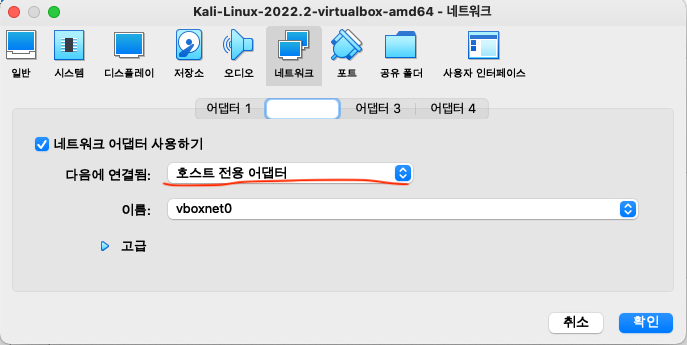 Kali-Linux-2022.2-virtualbox-amd64 - 네트워크
일반 시스템 디스플레이 저장소 오디오 네트워크 포트 공유 폴더 사용자 인터페이스
어댑터 1 어댑터 3 어댑터 4
네트워크 어댑터 사용하기
다음에 연결됨: 호스트 전용 어댑터
이름: vboxnet0
고급
취소 확인